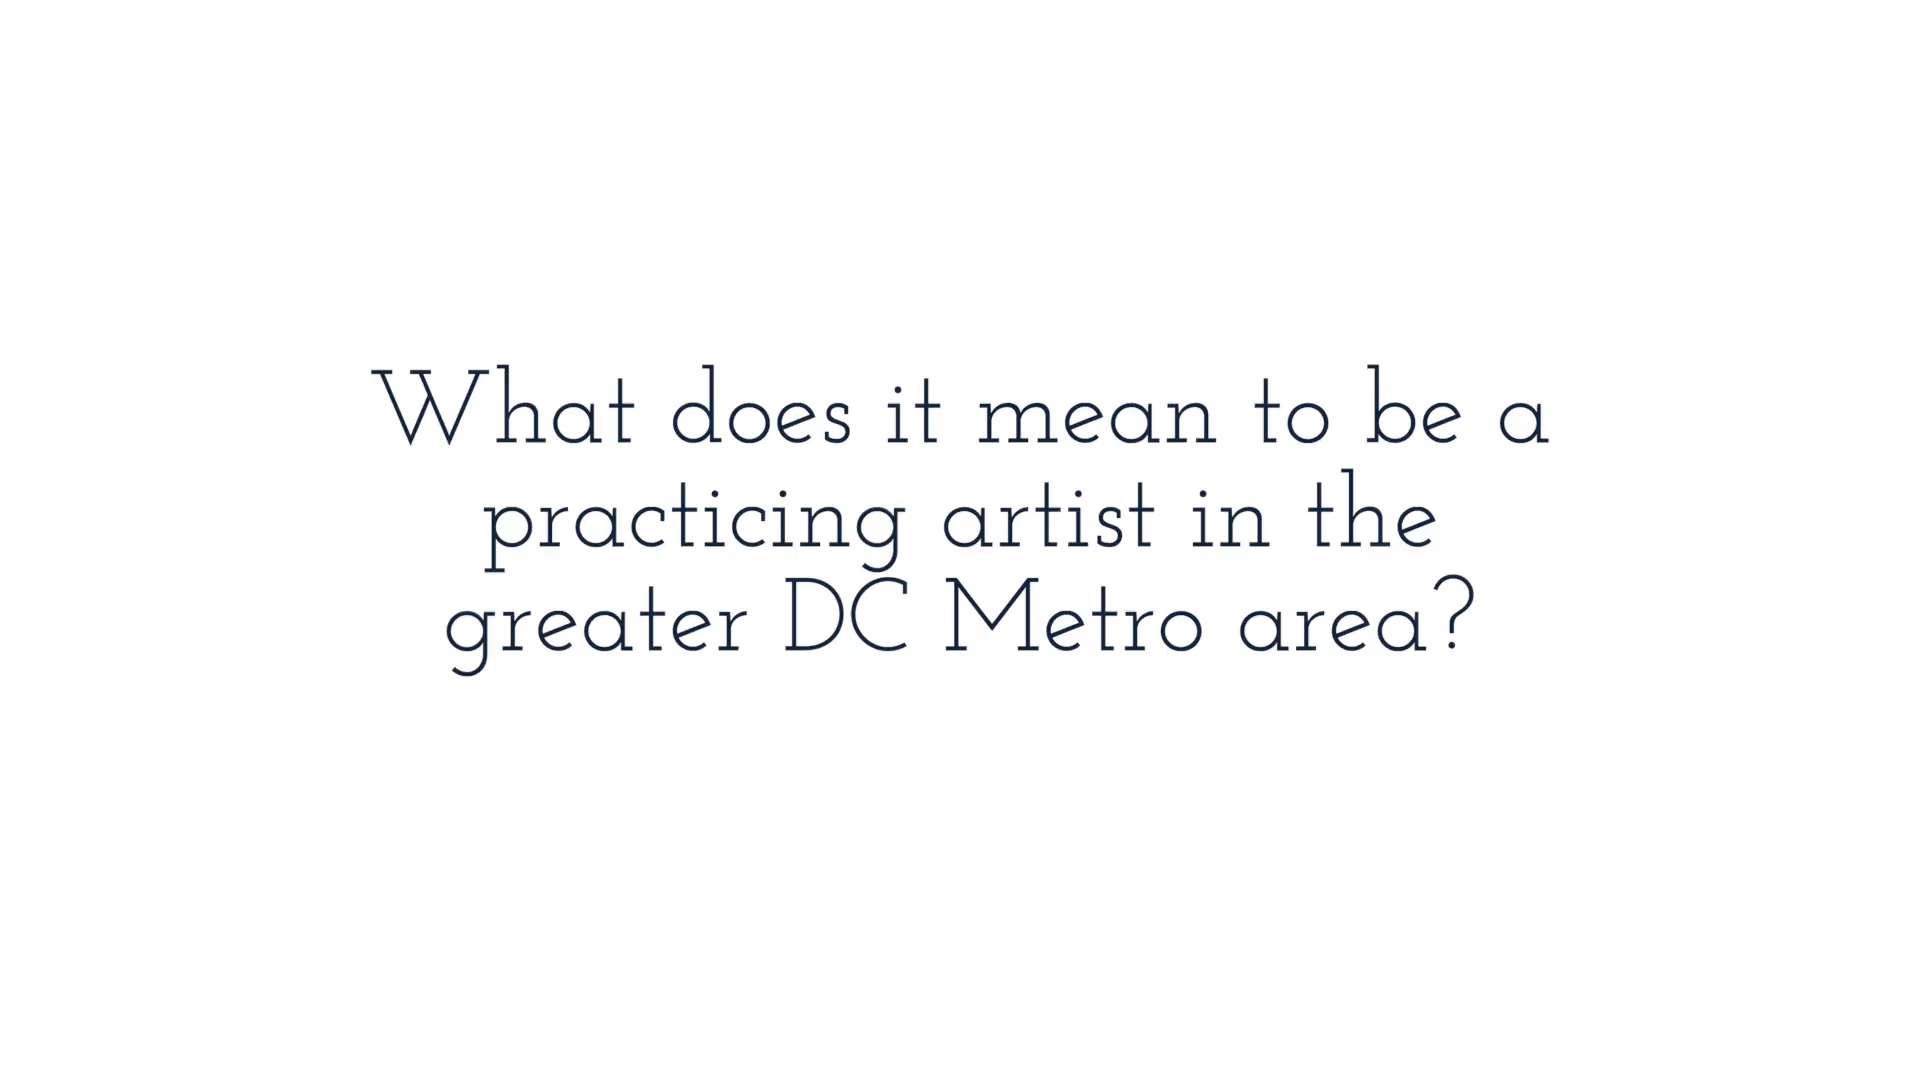 What does it mean to be a
practicing artist in the
greater DC Metro area?